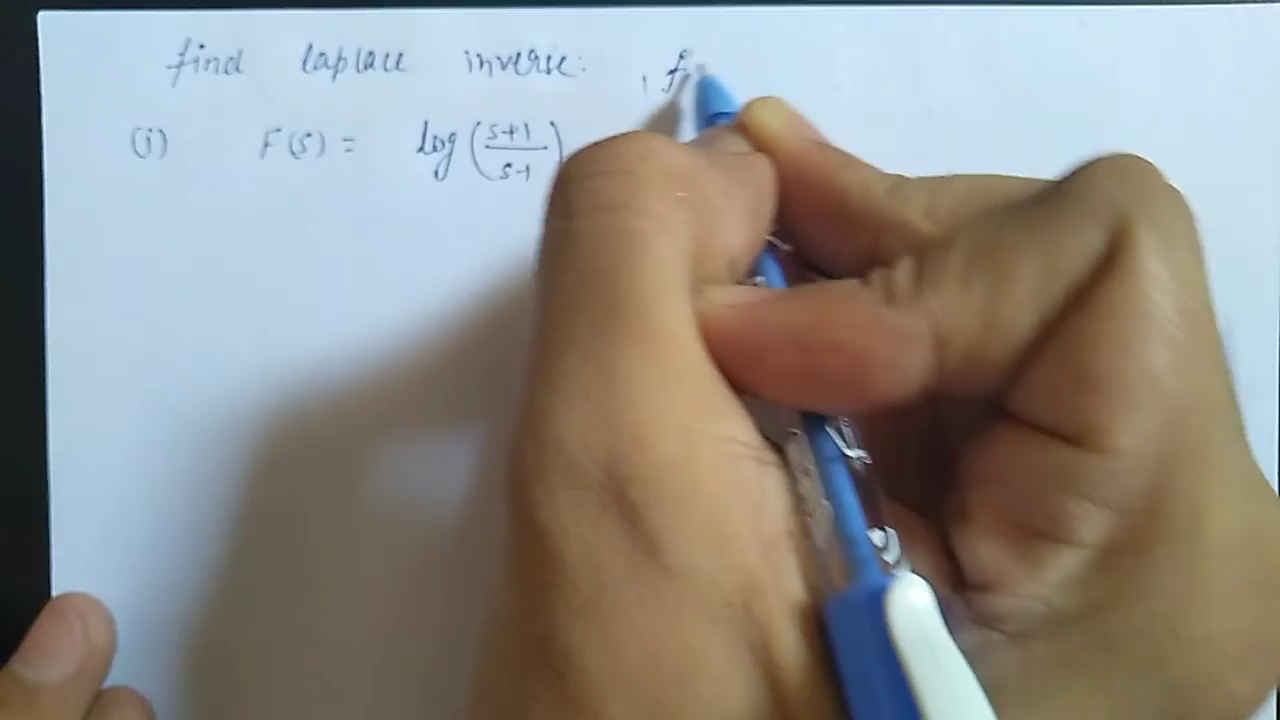 find laplace inverse: , f
(i) F(s) = log (s+1/s-1)